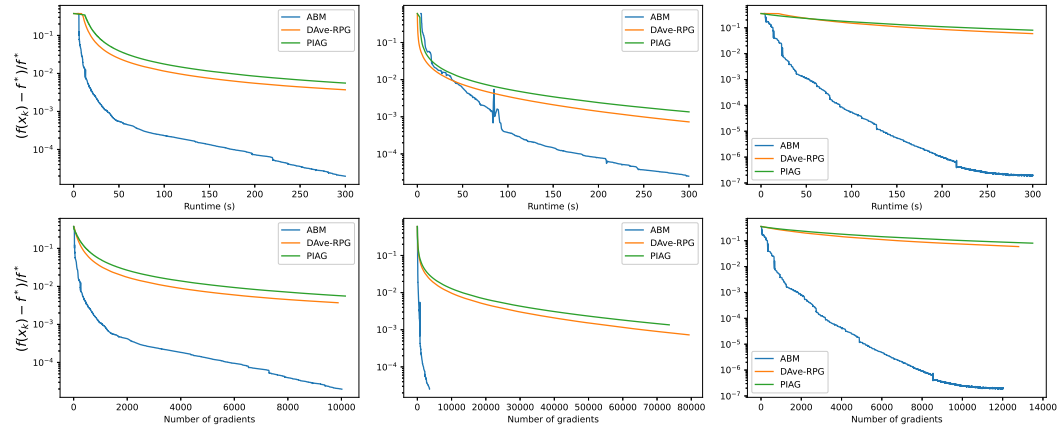 ABM
DAve-RPG
PIAG
10⁻¹
10⁻²
10⁻³
10⁻⁴
(f(x_k) − f*)/f*
0 50 100 150 200 250 300
Runtime (s)
ABM
DAve-RPG
PIAG
10⁻¹
10⁻²
10⁻³
10⁻⁴
0 50 100 150 200 250 300
Runtime (s)
10⁻¹
10⁻²
10⁻³
10⁻⁴
10⁻⁵
10⁻⁶
10⁻⁷
ABM
DAve-RPG
PIAG
0 50 100 150 200 250 300
Runtime (s)
ABM
DAve-RPG
PIAG
10⁻¹
10⁻²
10⁻³
10⁻⁴
(f(x_k) − f*)/f*
0 2000 4000 6000 8000 10000
Number of gradients
ABM
DAve-RPG
PIAG
10⁻¹
10⁻²
10⁻³
10⁻⁴
0 10000 20000 30000 40000 50000 60000 70000 80000
Number of gradients
10⁻¹
10⁻²
10⁻³
10⁻⁴
10⁻⁵
10⁻⁶
10⁻⁷
ABM
DAve-RPG
PIAG
0 2000 4000 6000 8000 10000 12000 14000
Number of gradients